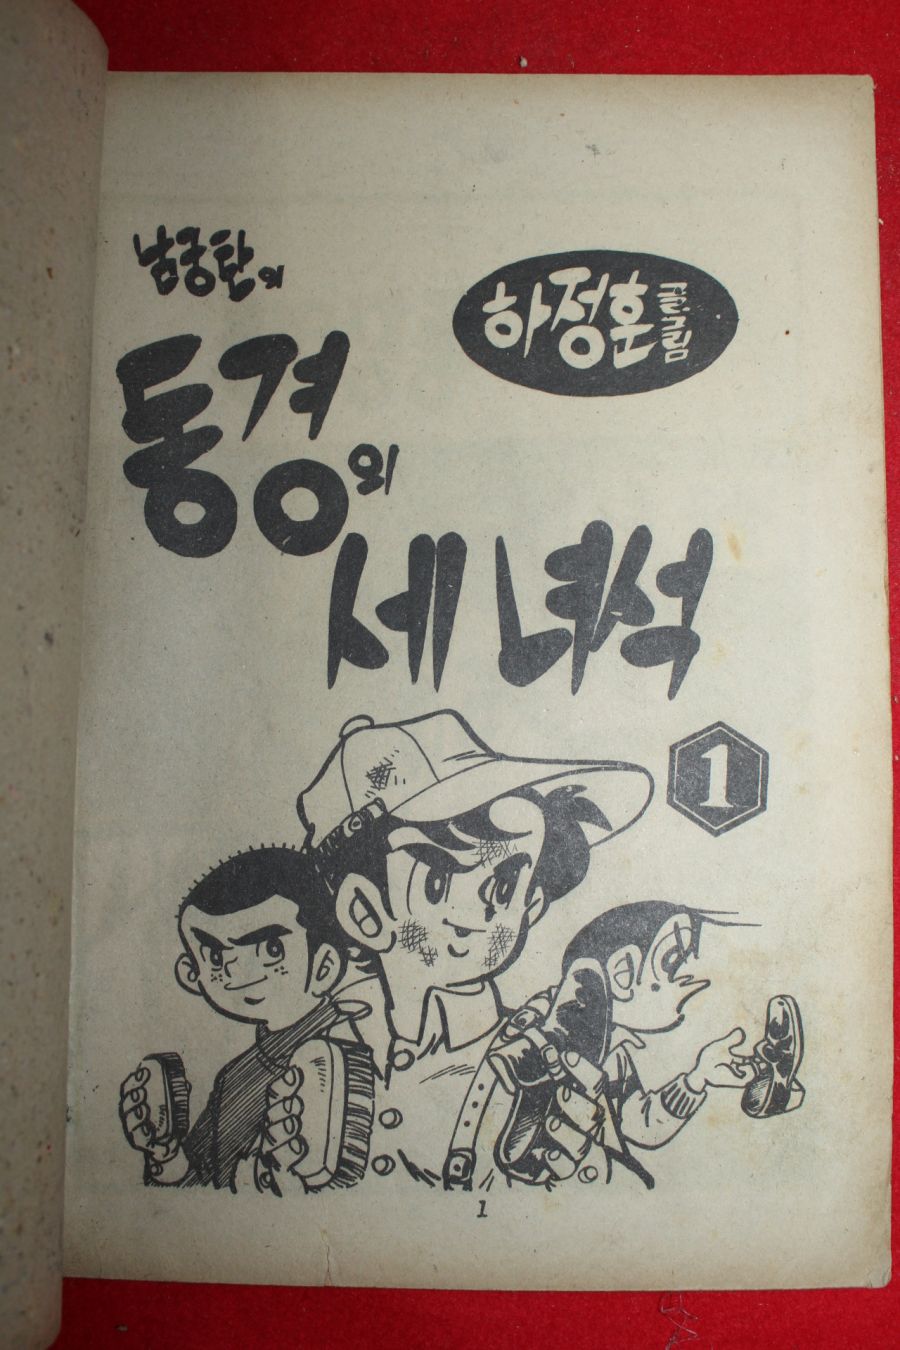 남궁탄의
하정훈 글·그림
동경의
세 녀석
1
1